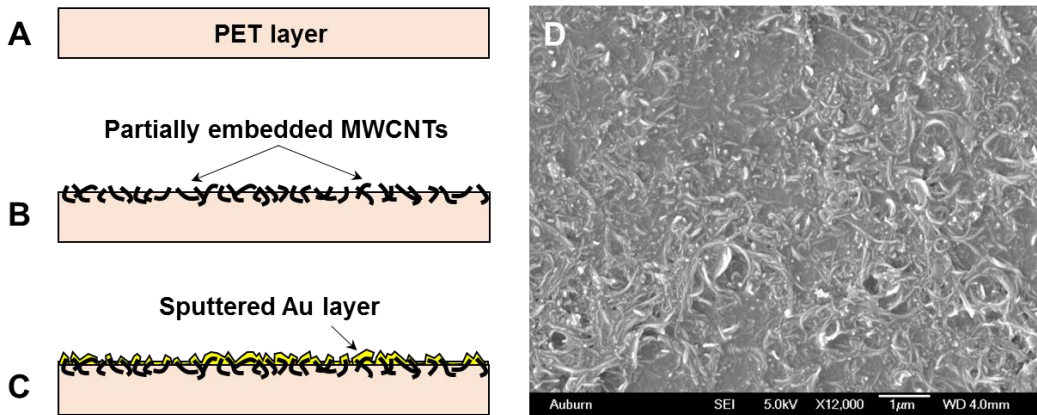 A
PET layer
Partially embedded MWCNTs
B
Sputtered Au layer
C
D
Auburn SEI 5.0kV X12,000 1μm WD 4.0mm